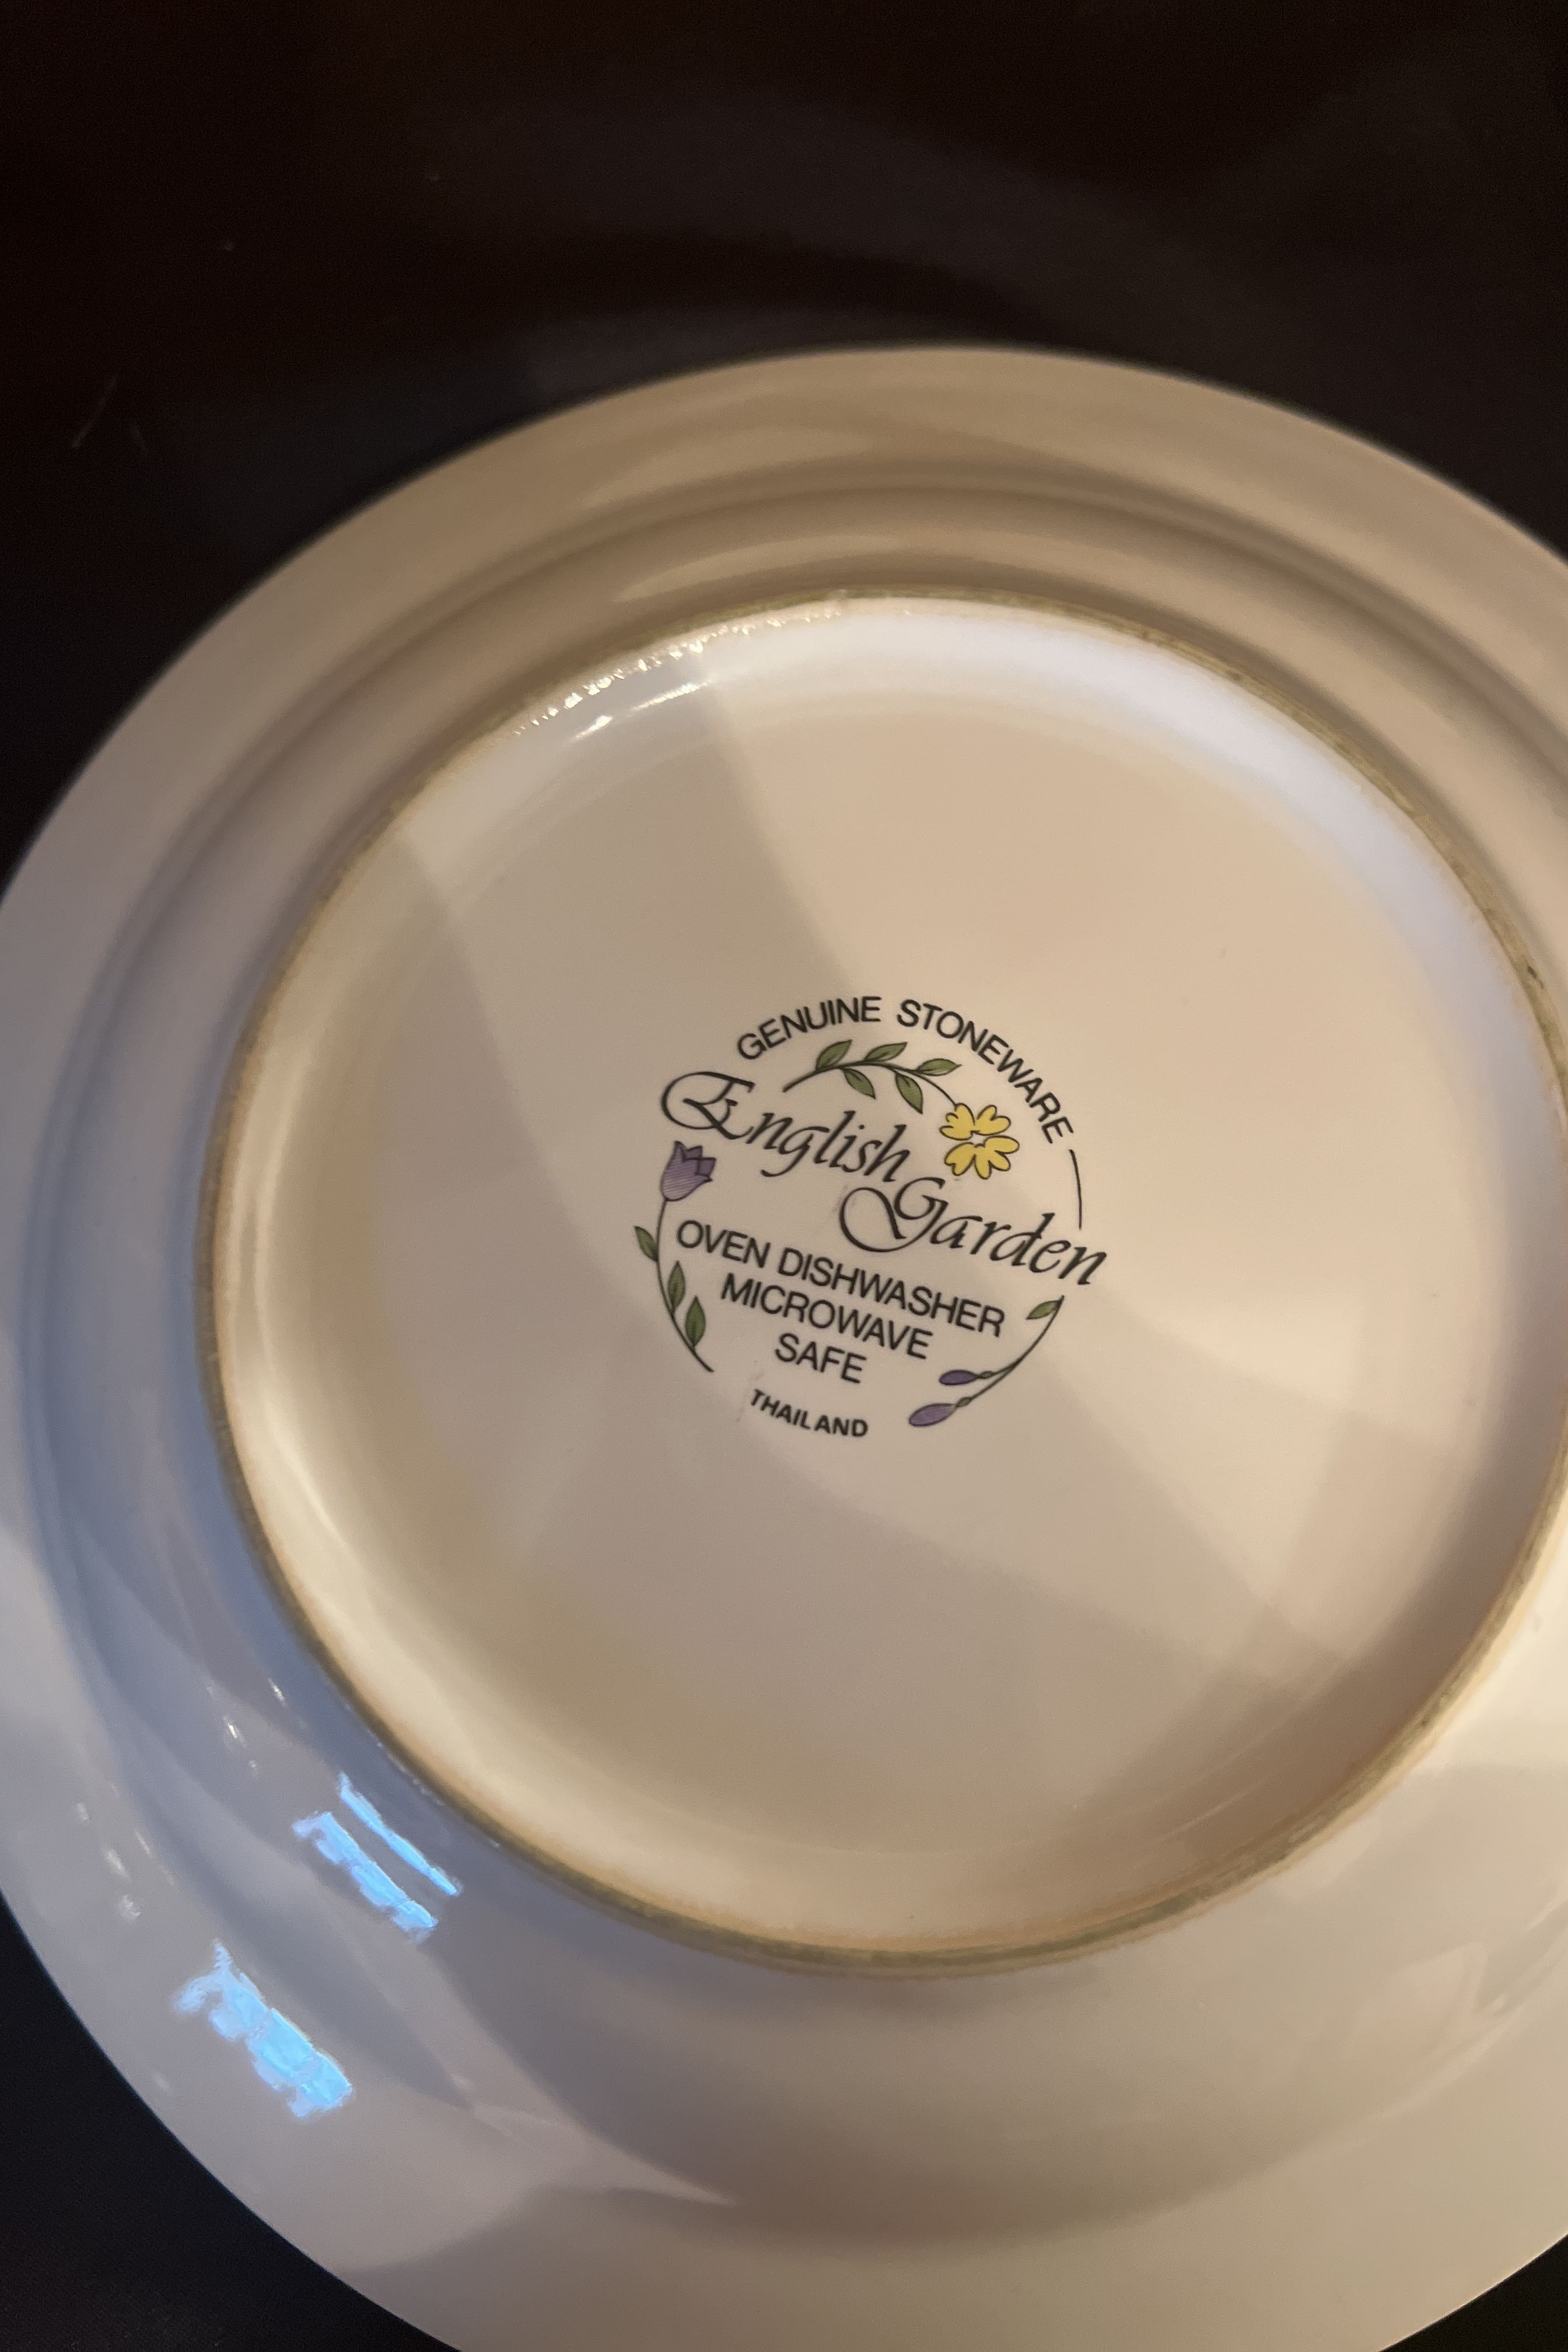 GENUINE STONEWARE
English
Garden
OVEN DISHWASHER
MICROWAVE
SAFE
THAILAND